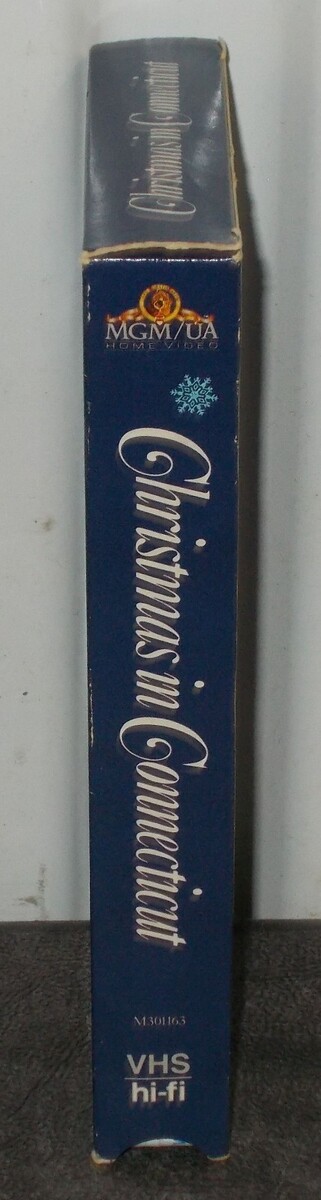 Christmas in Connecticut
MGM/UA
HOME VIDEO
Christmas in Connecticut
M301163
VHS
hi-fi